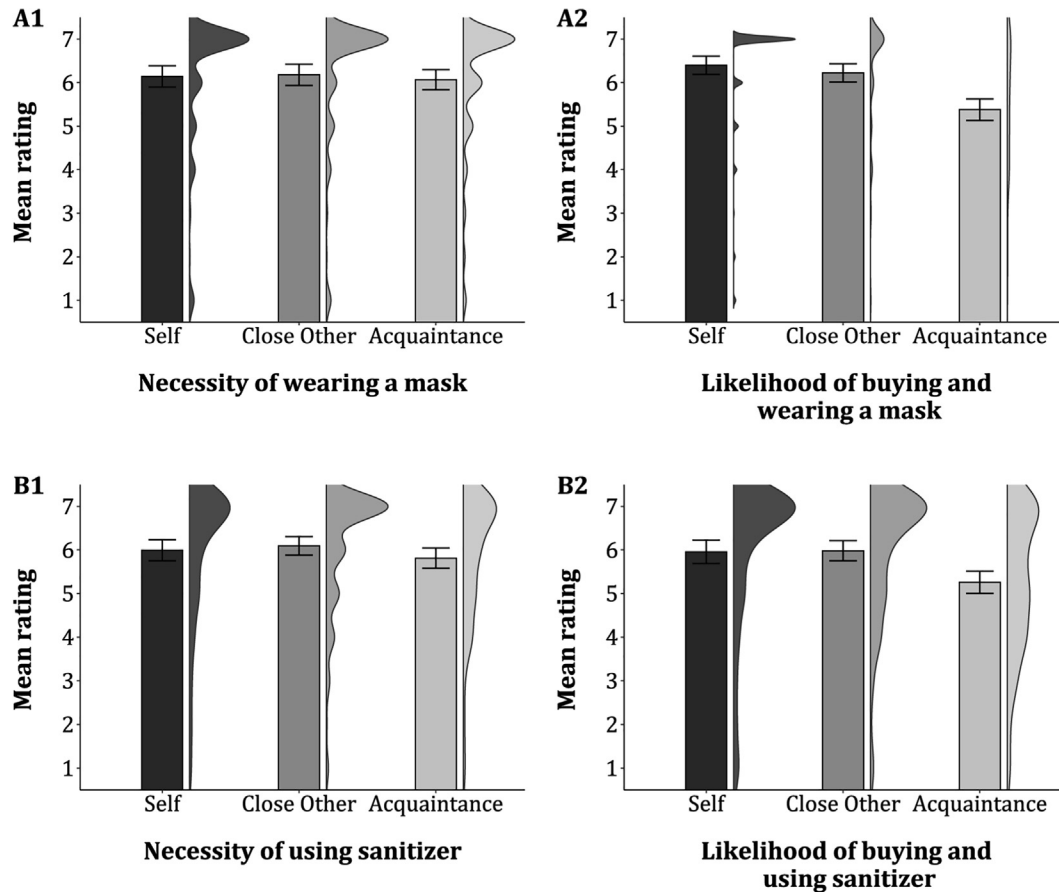 A1
Mean rating
7
6
5
4
3
2
1
Self Close Other Acquaintance
Necessity of wearing a mask
A2
Mean rating
7
6
5
4
3
2
1
Self Close Other Acquaintance
Likelihood of buying and
wearing a mask
B1
Mean rating
7
6
5
4
3
2
1
Self Close Other Acquaintance
Necessity of using sanitizer
B2
Mean rating
7
6
5
4
3
2
1
Self Close Other Acquaintance
Likelihood of buying and
using sanitizer